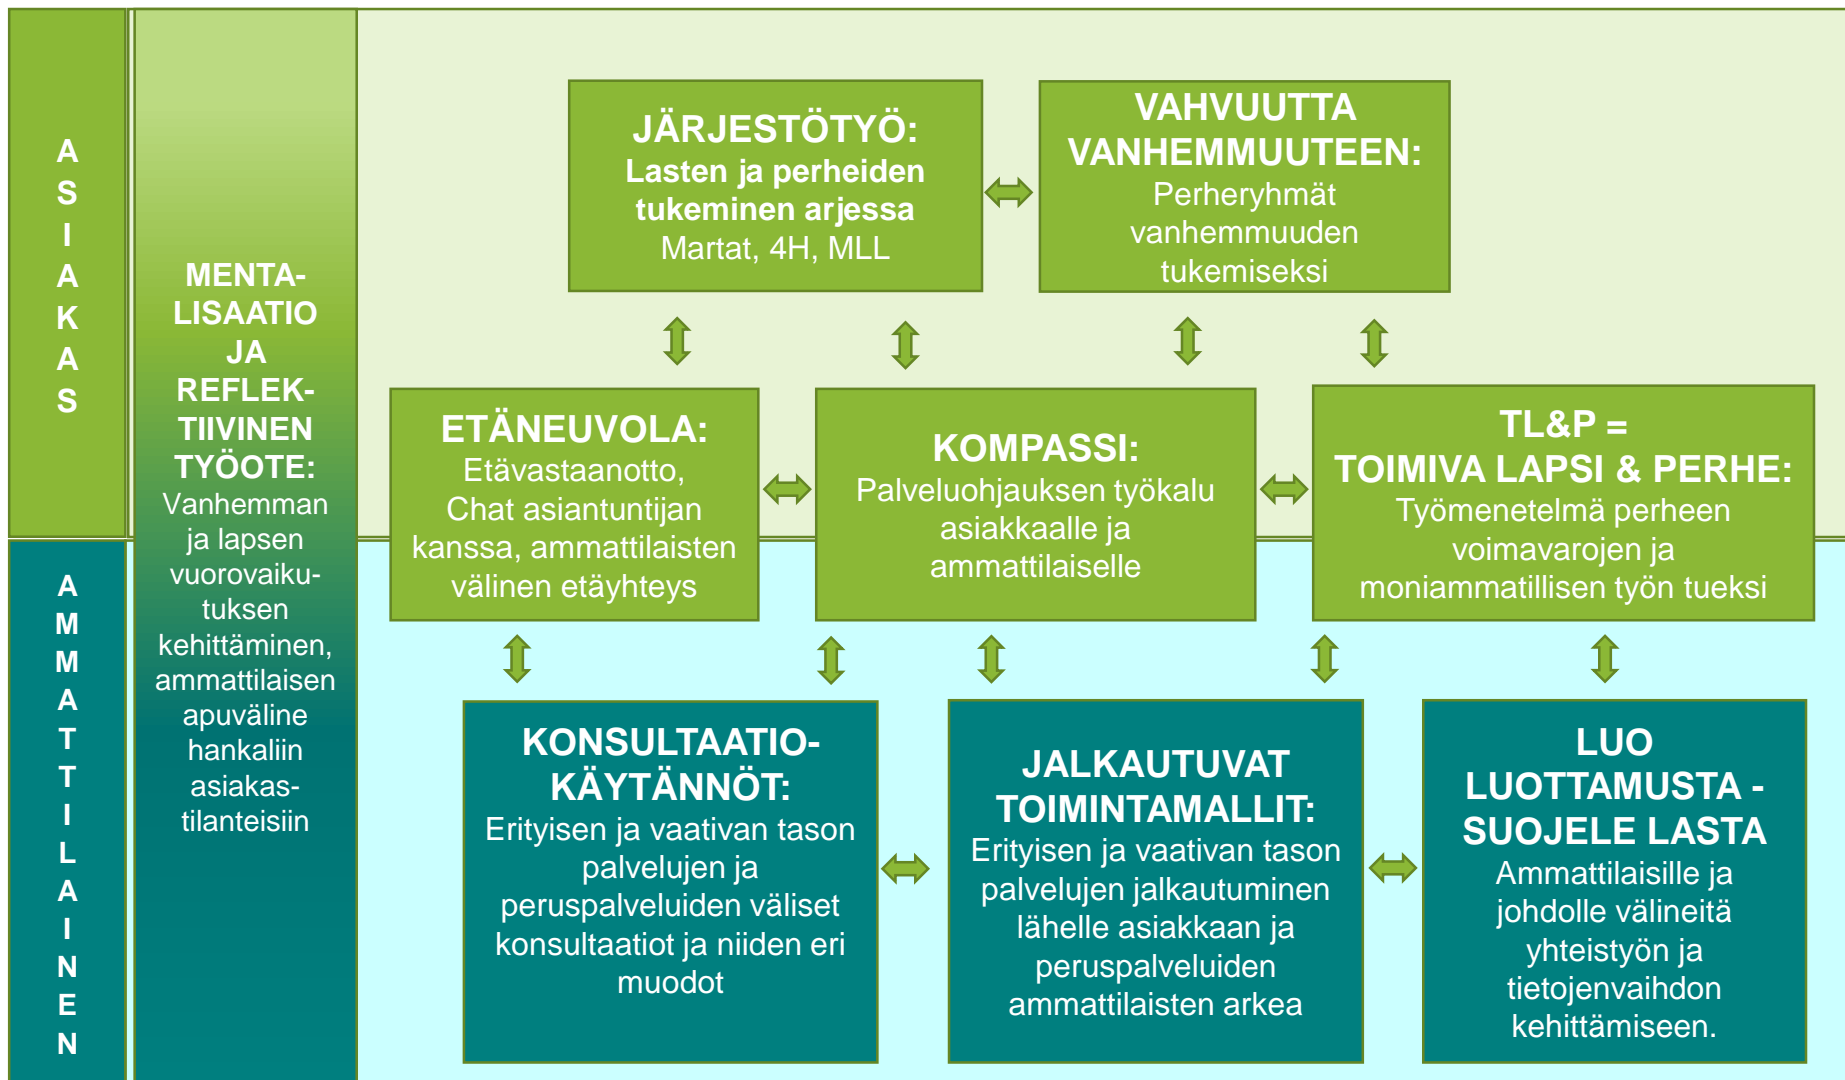 ASIAKAS
AMMATTILAINEN
MENTA-
LISAATIO
JA
REFLEK-
TIIVINEN
TYÖOTE:
Vanhemman
ja lapsen
vuorovaiku-
tuksen
kehittäminen,
ammattilaisen
apuväline
hankaliin
asiakas-
tilanteisiin
JÄRJESTÖTYÖ:
Lasten ja perheiden
tukeminen arjessa
Martat, 4H, MLL
VAHVUUTTA
VANHEMMUUTEEN:
Perheryhmät
vanhemmuuden
tukemiseksi
ETÄNEUVOLA:
Etävastaanotto,
Chat asiantuntijan
kanssa, ammattilaisten
välinen etäyhteys
KOMPASSI:
Palveluohjauksen työkalu
asiakkaalle ja
ammattilaiselle
TL&P =
TOIMIVA LAPSI & PERHE:
Työmenetelmä perheen
voimavarojen ja
moniammatillisen työn tueksi
KONSULTAATIO-
KÄYTÄNNÖT:
Erityisen ja vaativan tason
palvelujen ja
peruspalveluiden väliset
konsultaatiot ja niiden eri
muodot
JALKAUTUVAT
TOIMINTAMALLIT:
Erityisen ja vaativan tason
palvelujen jalkautuminen
lähelle asiakkaan ja
peruspalveluiden
ammattilaisten arkea
LUO
LUOTTAMUSTA -
SUOJELE LASTA
Ammattilaisille ja
johdolle välineitä
yhteistyön ja
tietojenvaihdon
kehittämiseen.